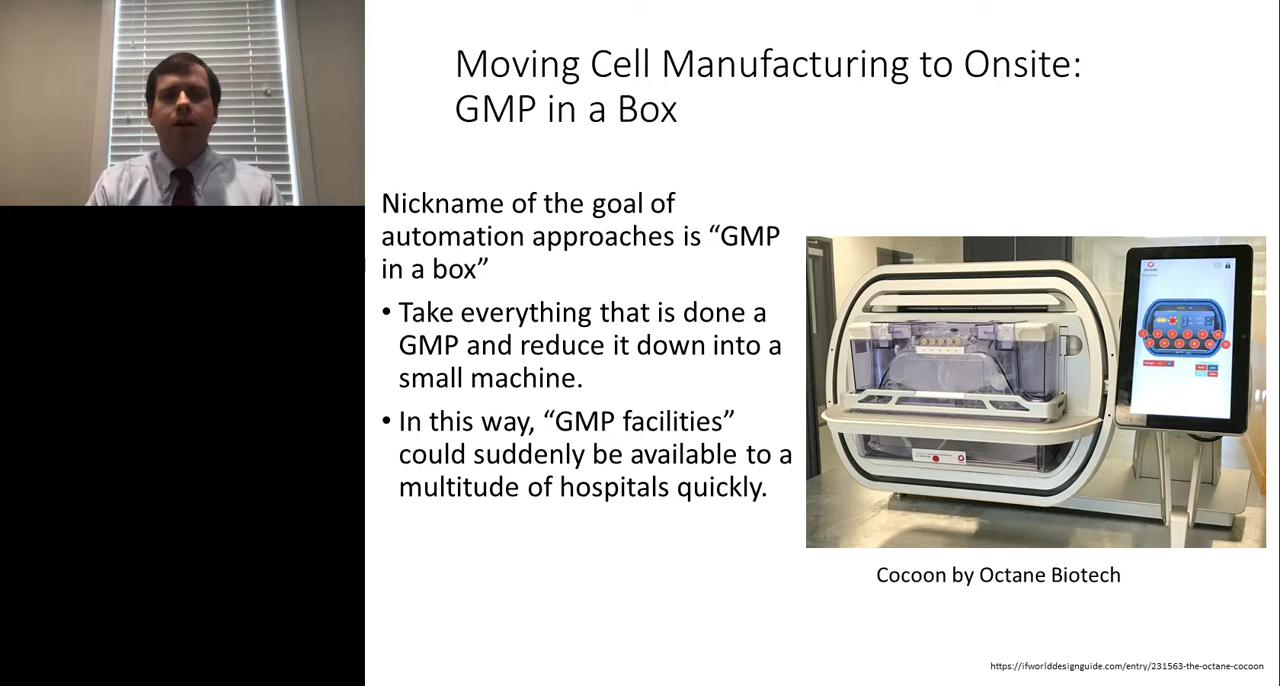 Moving Cell Manufacturing to Onsite:
GMP in a Box
Nickname of the goal of
automation approaches is “GMP
in a box”
• Take everything that is done a
GMP and reduce it down into a
small machine.
• In this way, “GMP facilities”
could suddenly be available to a
multitude of hospitals quickly.
Cocoon by Octane Biotech
https://ifworlddesignguide.com/entry/231563-the-octane-cocoon